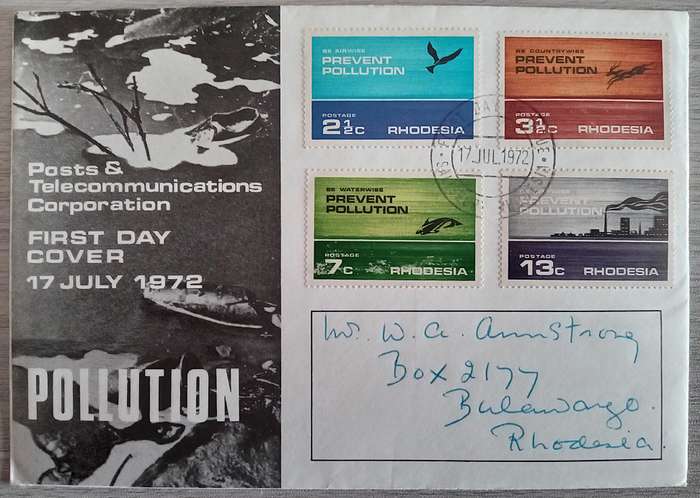 Posts &
Telecommunications
Corporation
FIRST DAY
COVER
17 JULY 1972
POLLUTION
BE AIRWISE
PREVENT
POLLUTION
POSTAGE
2½c RHODESIA
BE COUNTRYWISE
PREVENT
POLLUTION
POSTAGE
3½c RHODESIA
17.JUL.1972
BE WATERWISE
PREVENT
POLLUTION
POSTAGE
7c RHODESIA
PREVENT
POLLUTION
POSTAGE
13c RHODESIA
Mr. W. G. Armstrong
Box 2177
Bulawayo.
Rhodesia.